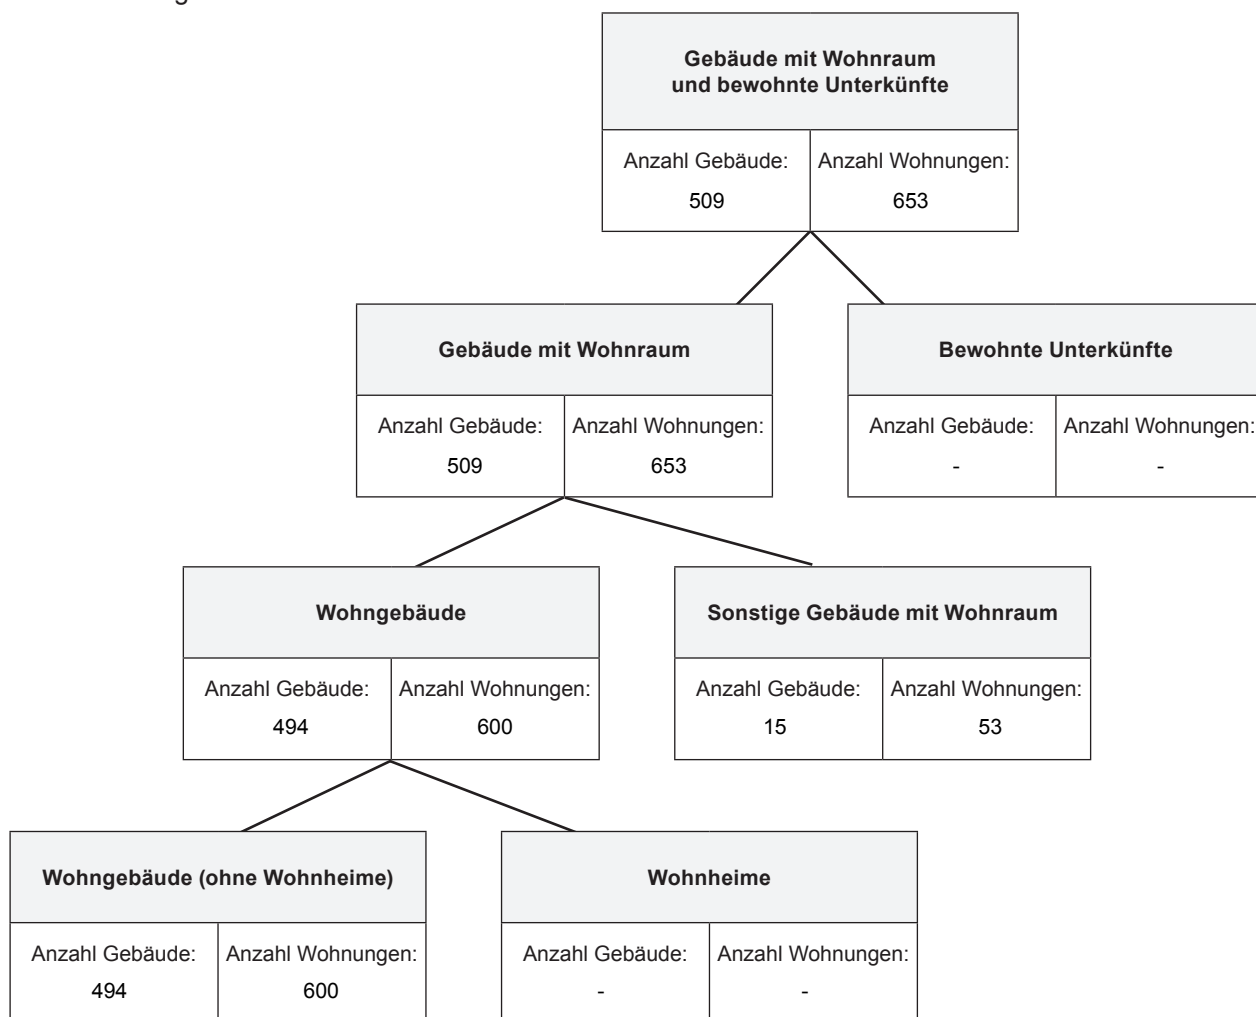 Gebäude mit Wohnraum
und bewohnte Unterkünfte
Anzahl Gebäude: Anzahl Wohnungen:
509 653
Gebäude mit Wohnraum Bewohnte Unterkünfte
Anzahl Gebäude: Anzahl Wohnungen: Anzahl Gebäude: Anzahl Wohnungen:
509 653 - -
Wohngebäude Sonstige Gebäude mit Wohnraum
Anzahl Gebäude: Anzahl Wohnungen: Anzahl Gebäude: Anzahl Wohnungen:
494 600 15 53
Wohngebäude (ohne Wohnheime) Wohnheime
Anzahl Gebäude: Anzahl Wohnungen: Anzahl Gebäude: Anzahl Wohnungen:
494 600 - -